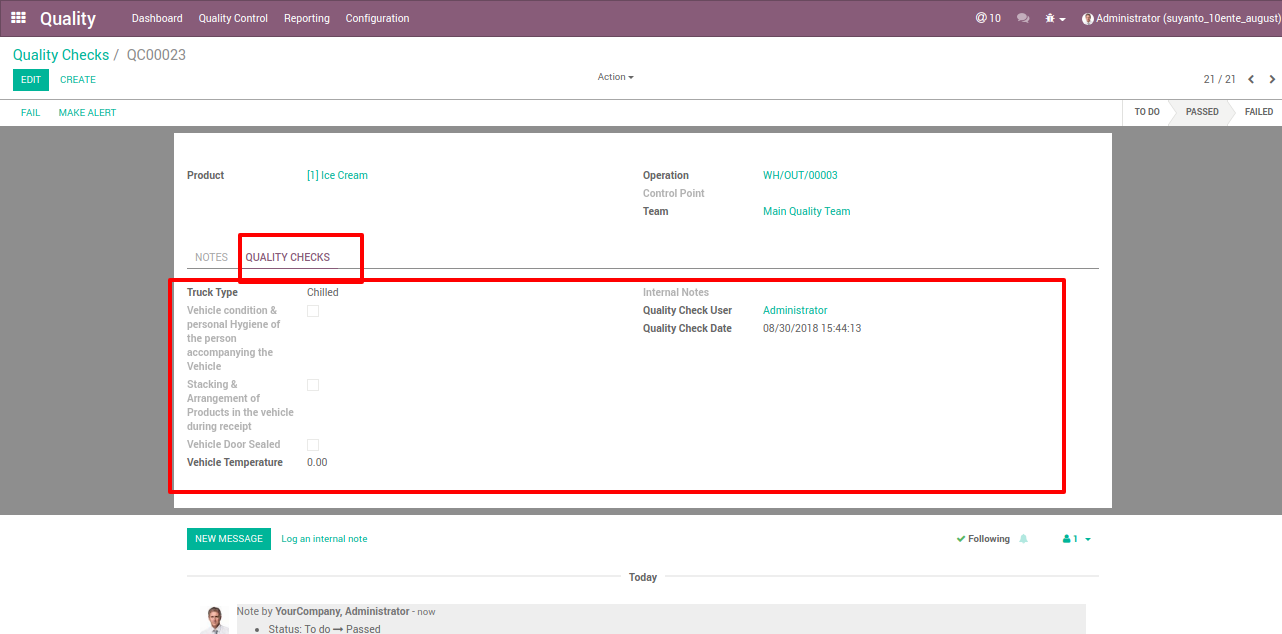 Quality Dashboard Quality Control Reporting Configuration @ 10 Administrator (suyanto_10ente_august)
Quality Checks / QC00023
EDIT CREATE Action 21 / 21
FAIL MAKE ALERT TO DO PASSED FAILED
Product [1] Ice Cream Operation WH/OUT/00003
Control Point
Team Main Quality Team
NOTES QUALITY CHECKS
Truck Type Chilled Internal Notes
Vehicle condition & Quality Check User Administrator
personal Hygiene of Quality Check Date 08/30/2018 15:44:13
the person
accompanying the
Vehicle
Stacking &
Arrangement of
Products in the vehicle
during receipt
Vehicle Door Sealed
Vehicle Temperature 0.00
NEW MESSAGE Log an internal note Following 1
Today
Note by YourCompany, Administrator - now
• Status: To do → Passed